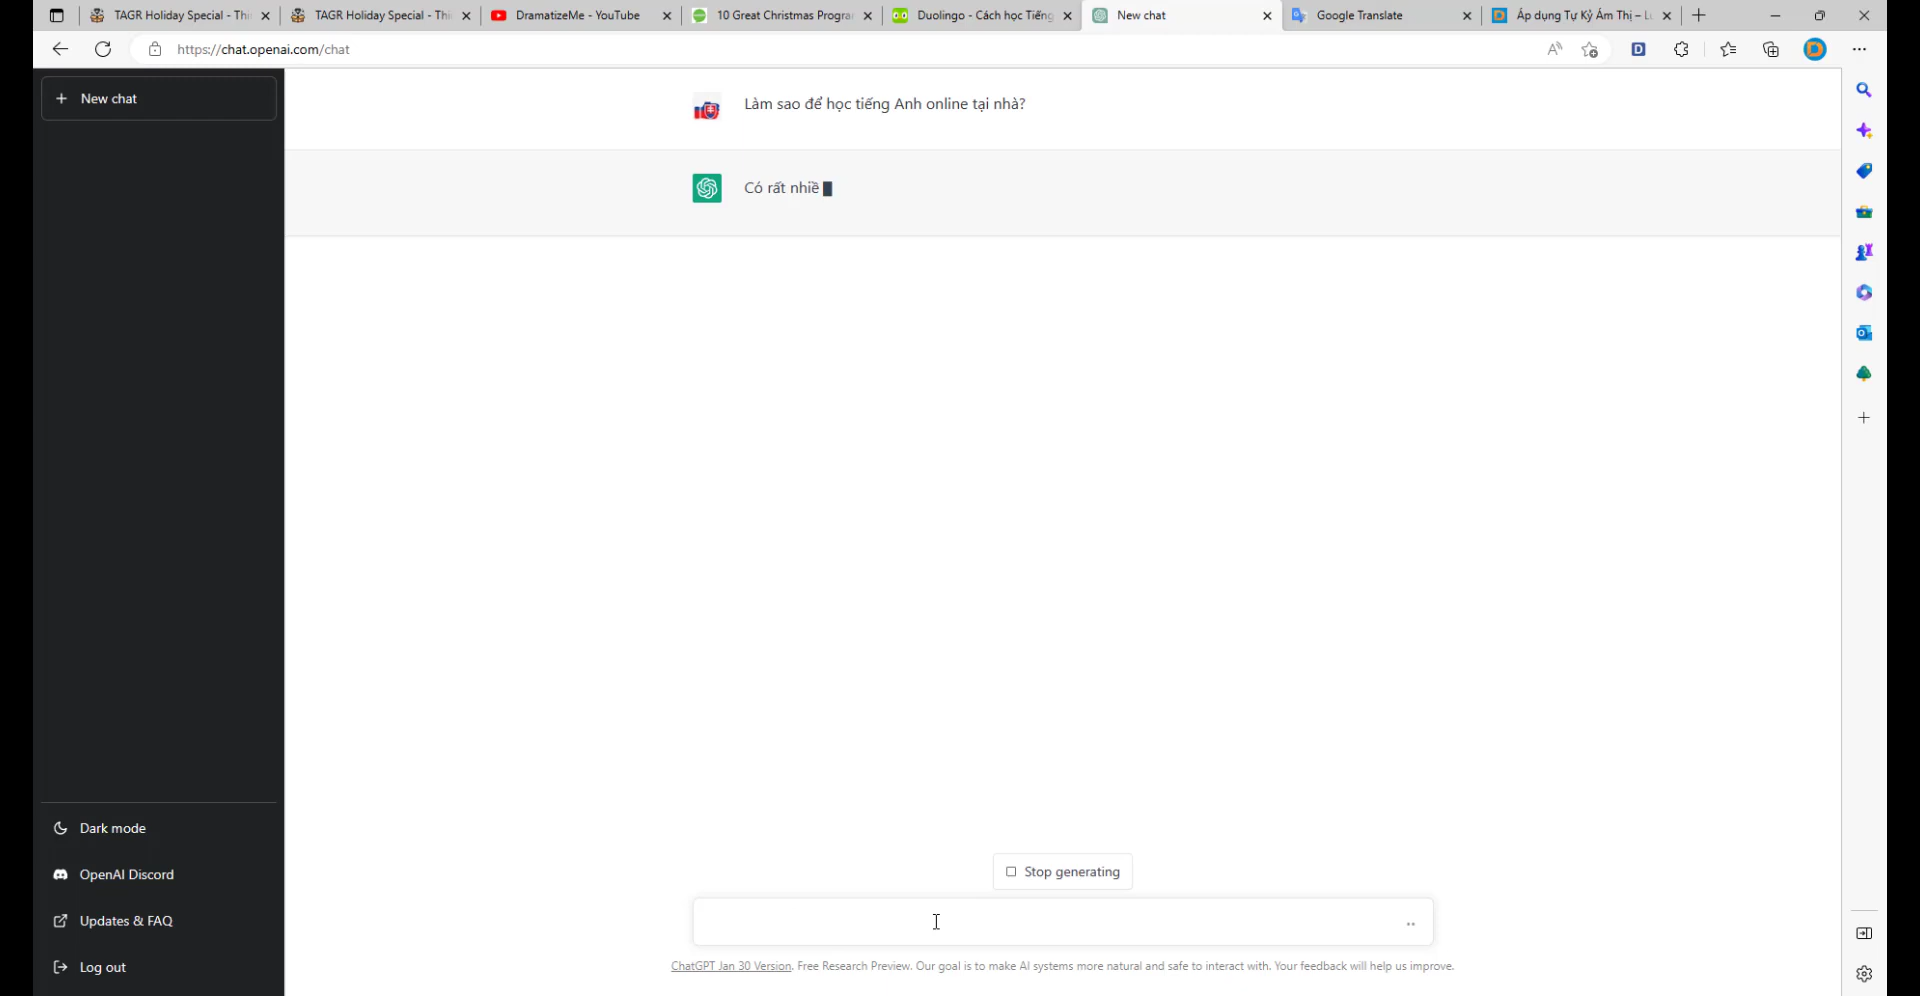 TAGR Holiday Special - Thi
TAGR Holiday Special - Thi
DramatizeMe - YouTube
10 Great Christmas Progra
Duolingo - Cách học Tiếng
New chat
Google Translate
Áp dụng Tự Kỷ Ám Thị – Lu
https://chat.openai.com/chat
New chat
Làm sao để học tiếng Anh online tại nhà?
Có rất nhiề
Dark mode
OpenAI Discord
Updates & FAQ
Log out
Stop generating
ChatGPT Jan 30 Version. Free Research Preview. Our goal is to make AI systems more natural and safe to interact with. Your feedback will help us improve.